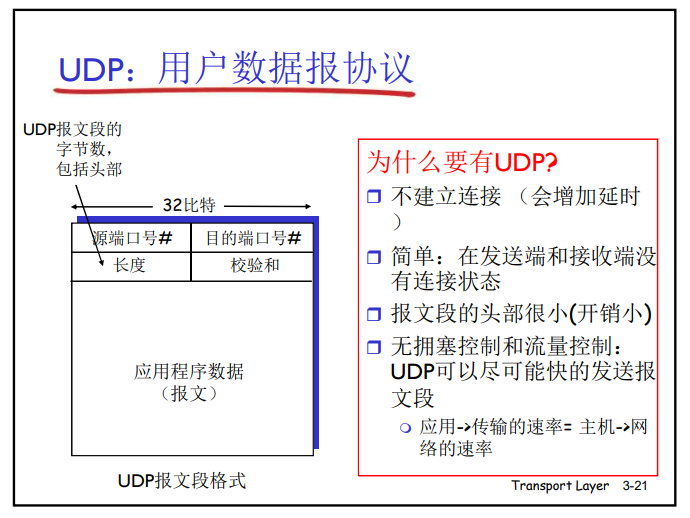 UDP：用户数据报协议
UDP报文段的
字节数，
包括头部
32比特
源端口号# 目的端口号#
长度 校验和
应用程序数据
（报文）
UDP报文段格式
为什么要有UDP?
不建立连接 （会增加延时
）
简单：在发送端和接收端没
有连接状态
报文段的头部很小(开销小)
无拥塞控制和流量控制：
UDP可以尽可能快的发送报
文段
应用->传输的速率= 主机->网
络的速率
Transport Layer 3-21